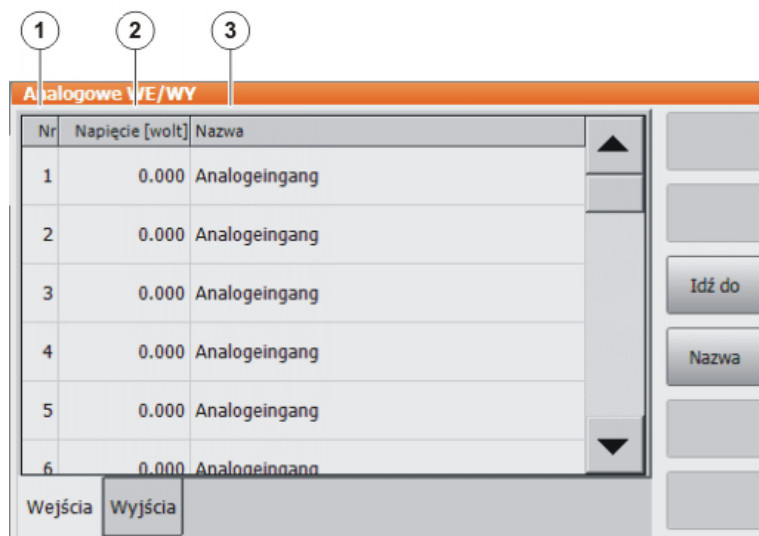 1 2 3
Analogowe WE/WY
Nr Napięcie [wolt] Nazwa
1 0.000 Analogeingang
2 0.000 Analogeingang
3 0.000 Analogeingang
Idź do
4 0.000 Analogeingang
Nazwa
5 0.000 Analogeingang
6 0.000 Analogeingang
Wejścia Wyjścia